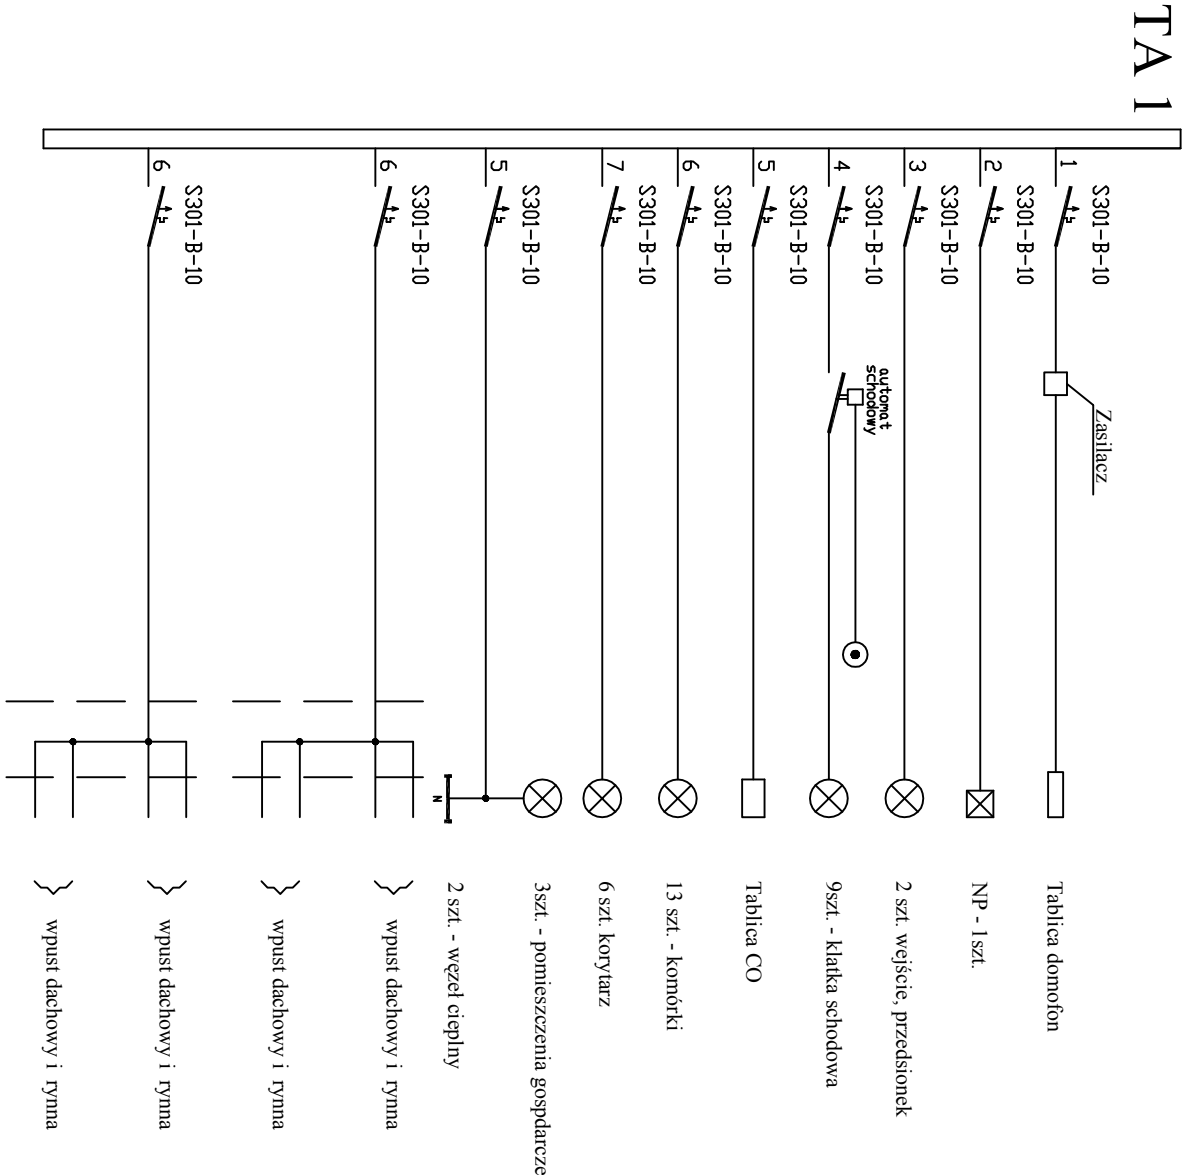 TA 1
1
S301-B-10
Zasilacz
Tablica domofon
2
S301-B-10
NP - 1szt.
3
S301-B-10
2 szt. wejście, przedsionek
4
S301-B-10
automat
schodowy
9szt. - klatka schodowa
5
S301-B-10
Tablica CO
6
S301-B-10
13 szt. - komórki
7
S301-B-10
6 szt. korytarz
5
S301-B-10
3szt. - pomieszczenia gospdarcze
N
2 szt. - węzeł cieplny
6
S301-B-10
wpust dachowy i rynna
wpust dachowy i rynna
6
S301-B-10
wpust dachowy i rynna
wpust dachowy i rynna